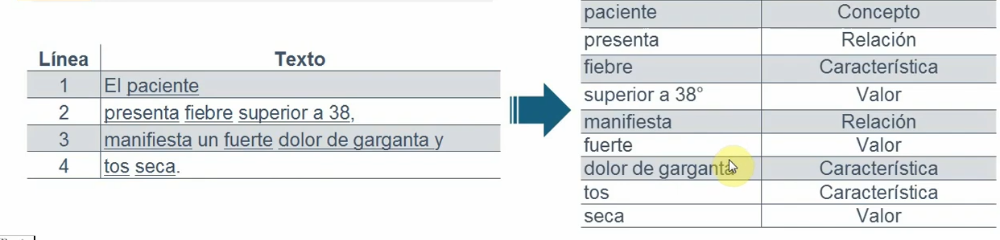 Línea Texto
1 El paciente
2 presenta fiebre superior a 38,
3 manifiesta un fuerte dolor de garganta y
4 tos seca.
paciente Concepto
presenta Relación
fiebre Característica
superior a 38° Valor
manifiesta Relación
fuerte Valor
dolor de garganta Característica
tos Característica
seca Valor